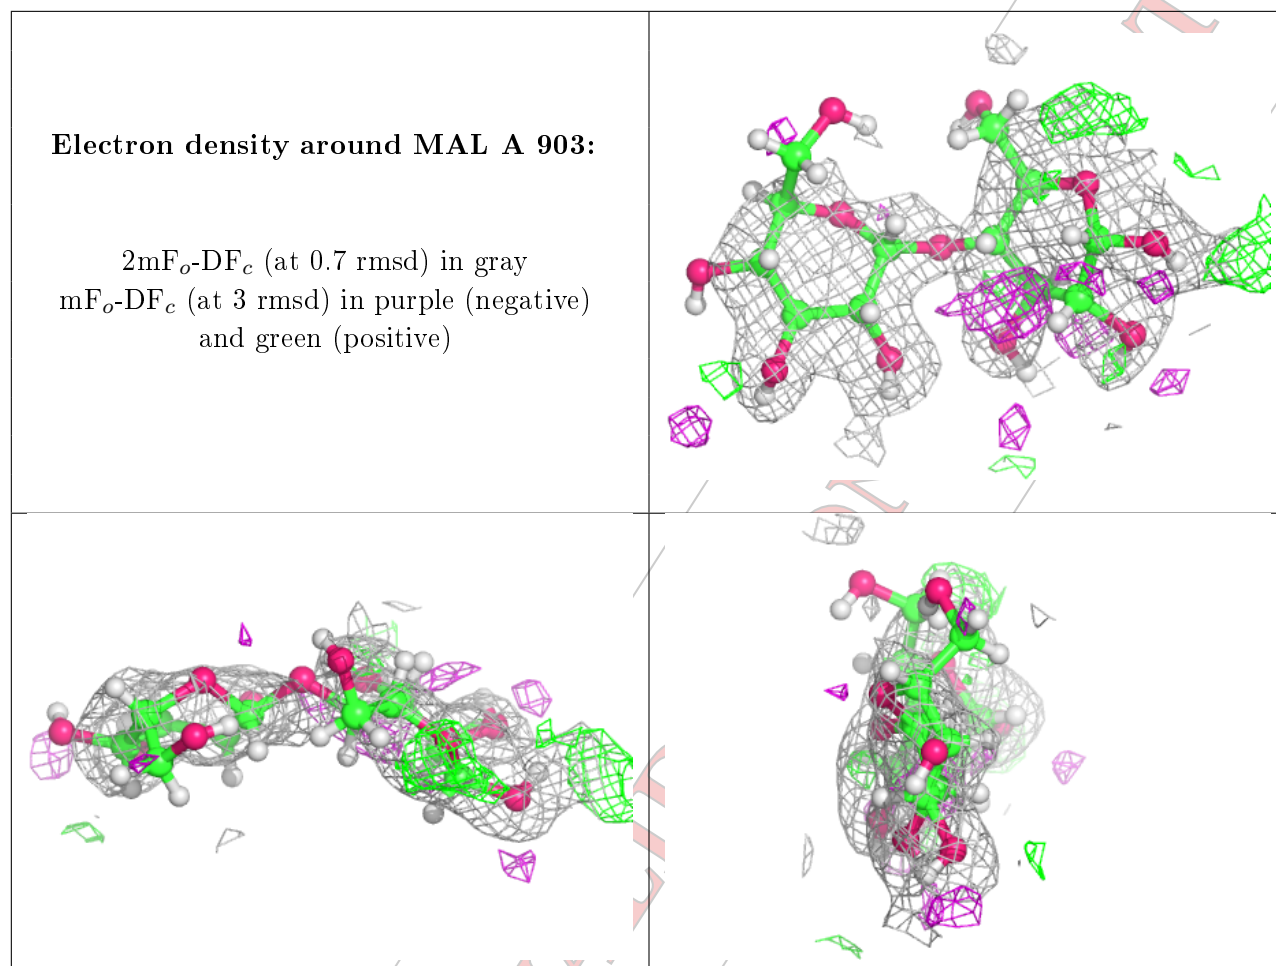 Electron density around MAL A 903:
2mFₒ-DF𝒸 (at 0.7 rmsd) in gray
mFₒ-DF𝒸 (at 3 rmsd) in purple (negative)
and green (positive)